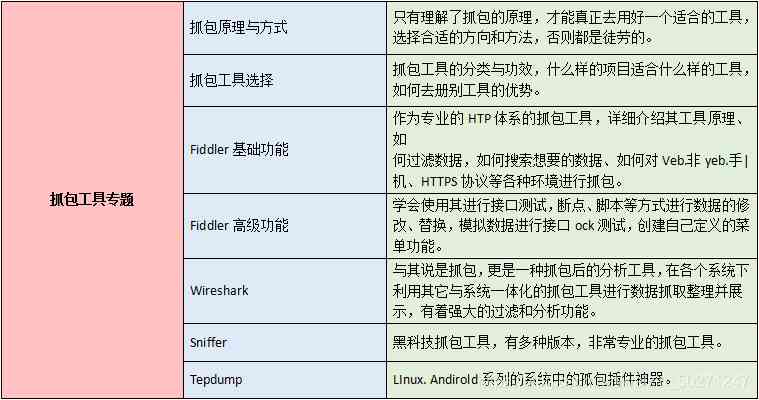 抓包工具专题
抓包原理与方式
只有理解了抓包的原理，才能真正去用好一个适合的工具，
选择合适的方向和方法，否则都是徒劳的。
抓包工具选择
抓包工具的分类与功效，什么样的项目适合什么样的工具，
如何去册别工具的优势。
Fiddler 基础功能
作为专业的 HTP 体系的抓包工具，详细介绍其工具原理、
如
何过滤数据，如何搜索想要的数据、如何对 Veb.非 yeb.手|
机、HTTPS 协议等各种环境进行抓包。
Fiddler 高级功能
学会使用其进行接口测试，断点、脚本等方式进行数据的修
改、替换，模拟数据进行接口 ock 测试，创建自己定义的菜
单功能。
Wireshark
与其说是抓包，更是一种抓包后的分析工具，在各个系统下
利用其它与系统一体化的抓包工具进行数据抓取整理并展
示，有着强大的过滤和分析功能。
Sniffer
黑科技抓包工具，有多种版本，非常专业的抓包工具。
Tepdump
LInux. Andirold 系列的系统中的孤包插件神器。